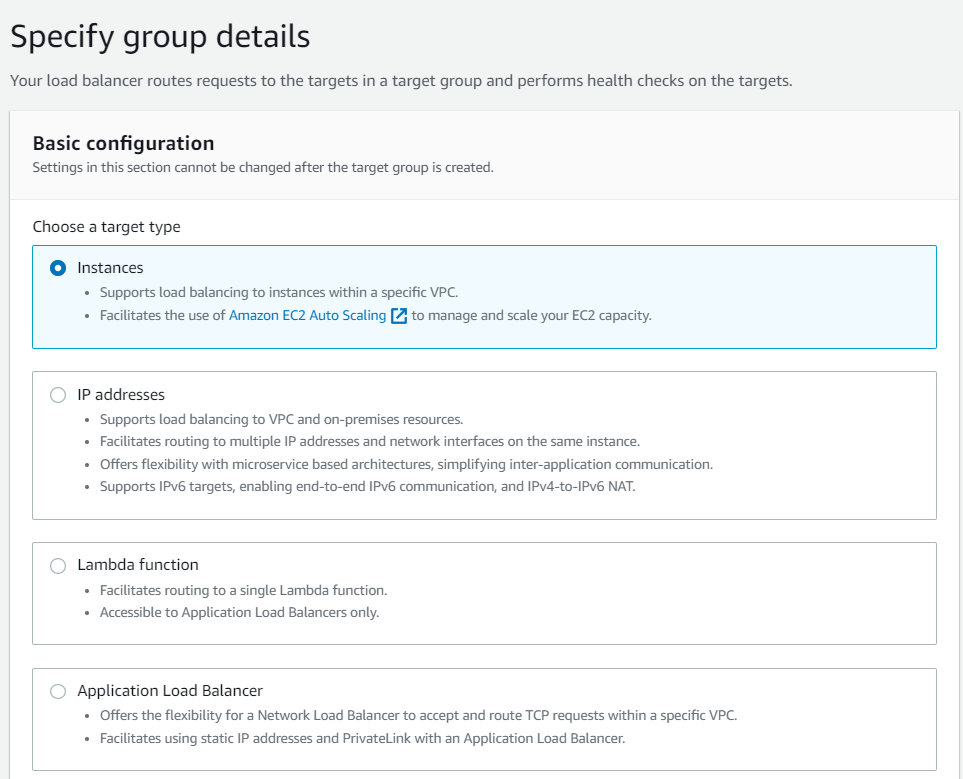 Specify group details
Your load balancer routes requests to the targets in a target group and performs health checks on the targets.
Basic configuration
Settings in this section cannot be changed after the target group is created.
Choose a target type
Instances
• Supports load balancing to instances within a specific VPC.
• Facilitates the use of Amazon EC2 Auto Scaling to manage and scale your EC2 capacity.
IP addresses
• Supports load balancing to VPC and on-premises resources.
• Facilitates routing to multiple IP addresses and network interfaces on the same instance.
• Offers flexibility with microservice based architectures, simplifying inter-application communication.
• Supports IPv6 targets, enabling end-to-end IPv6 communication, and IPv4-to-IPv6 NAT.
Lambda function
• Facilitates routing to a single Lambda function.
• Accessible to Application Load Balancers only.
Application Load Balancer
• Offers the flexibility for a Network Load Balancer to accept and route TCP requests within a specific VPC.
• Facilitates using static IP addresses and PrivateLink with an Application Load Balancer.